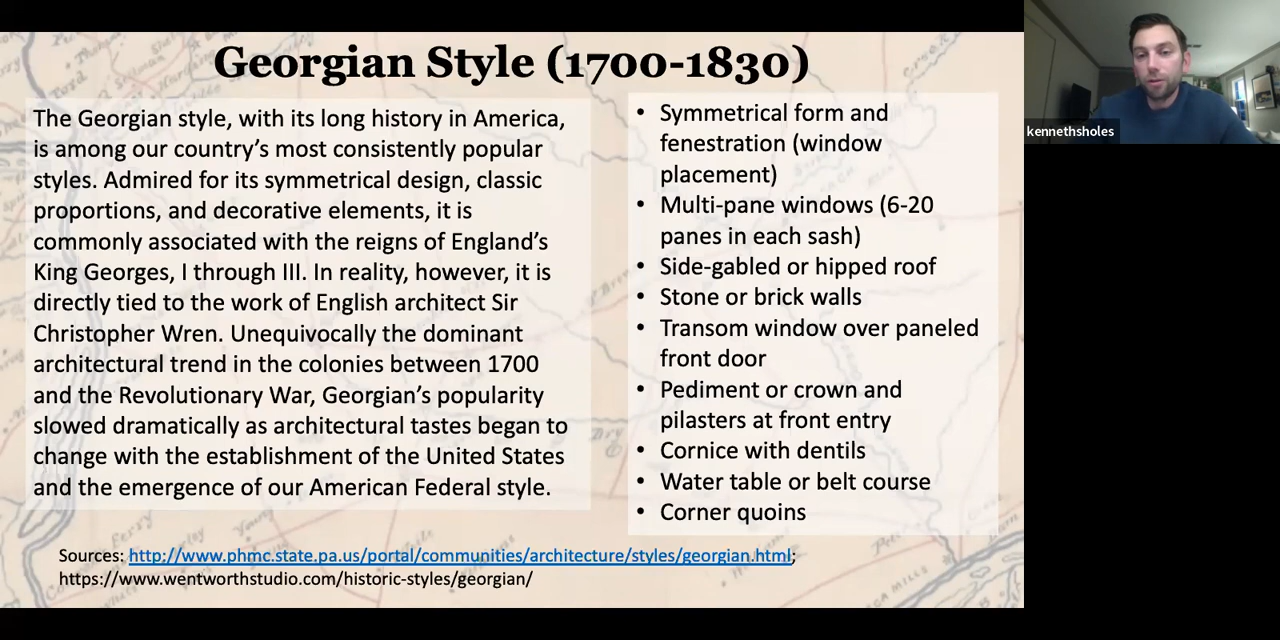 Georgian Style (1700-1830)
The Georgian style, with its long history in America,
is among our country's most consistently popular
styles. Admired for its symmetrical design, classic
proportions, and decorative elements, it is
commonly associated with the reigns of England's
King Georges, I through III. In reality, however, it is
directly tied to the work of English architect Sir
Christopher Wren. Unequivocally the dominant
architectural trend in the colonies between 1700
and the Revolutionary War, Georgian's popularity
slowed dramatically as architectural tastes began to
change with the establishment of the United States
and the emergence of our American Federal style.
• Symmetrical form and
fenestration (window
placement)
• Multi-pane windows (6-20
panes in each sash)
• Side-gabled or hipped roof
• Stone or brick walls
• Transom window over paneled
front door
• Pediment or crown and
pilasters at front entry
• Cornice with dentils
• Water table or belt course
• Corner quoins
Sources: http://www.phmc.state.pa.us/portal/communities/architecture/styles/georgian.html;
https://www.wentworthstudio.com/historic-styles/georgian/
kennethsholes